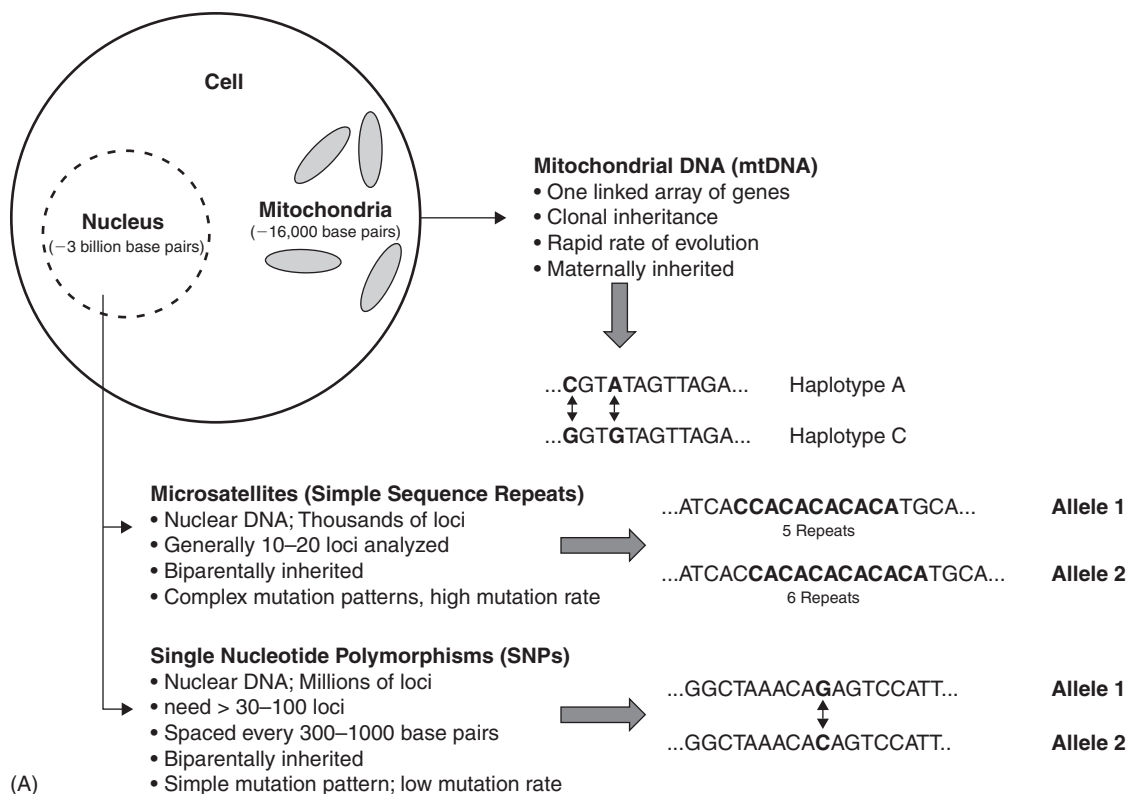 Cell
Nucleus
(−3 billion base pairs)
Mitochondria
(−16,000 base pairs)
Mitochondrial DNA (mtDNA)
• One linked array of genes
• Clonal inheritance
• Rapid rate of evolution
• Maternally inherited
...CGTATAGTTAGA... Haplotype A
...GGTGTAGTTAGA... Haplotype C
Microsatellites (Simple Sequence Repeats)
• Nuclear DNA; Thousands of loci
• Generally 10–20 loci analyzed
• Biparentally inherited
• Complex mutation patterns, high mutation rate
...ATCACCACACACACATGCA... Allele 1
5 Repeats
...ATCACCACACACACACATGCA... Allele 2
6 Repeats
Single Nucleotide Polymorphisms (SNPs)
• Nuclear DNA; Millions of loci
• need > 30–100 loci
• Spaced every 300–1000 base pairs
• Biparentally inherited
• Simple mutation pattern; low mutation rate
...GGCTAAACAGAGTCCATT... Allele 1
...GGCTAAACACAGTCCATT.. Allele 2
(A)